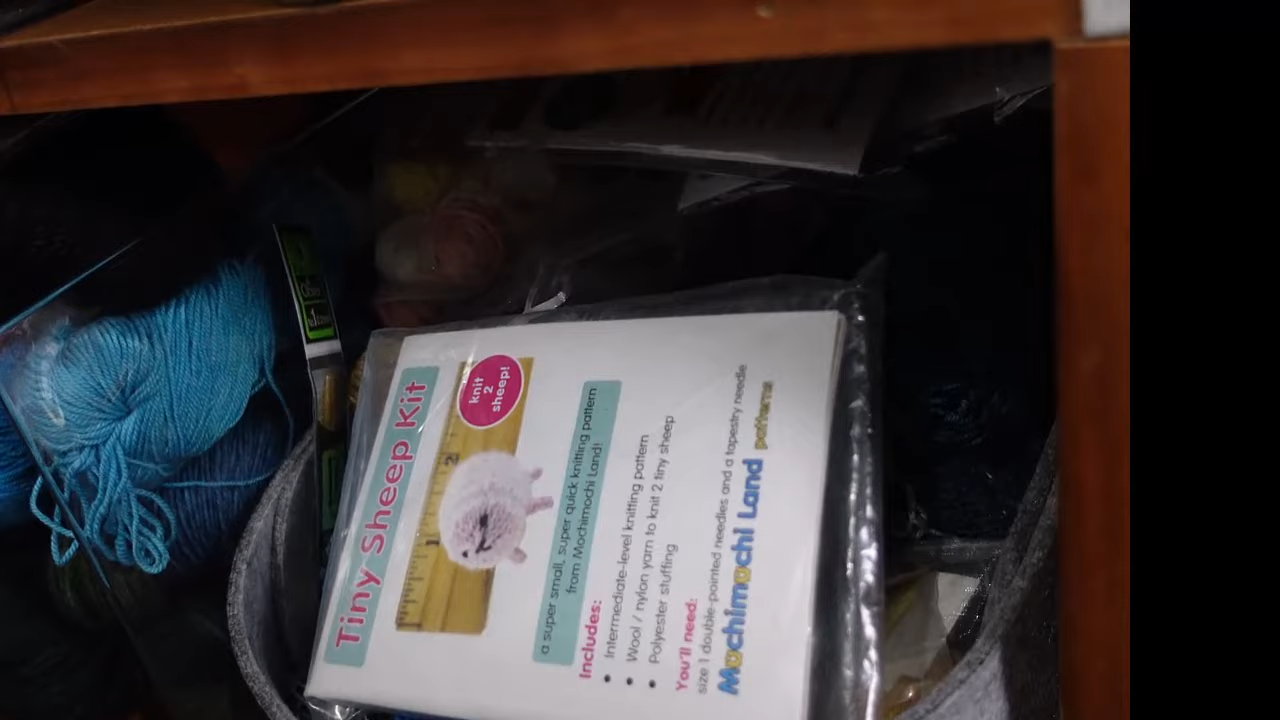 Tiny Sheep Kit
knit
2
sheep!
2
1
a super small, super quick knitting pattern
from Mochimochi Land!
Includes:
• Intermediate-level knitting pattern
• Wool / nylon yarn to knit 2 tiny sheep
• Polyester stuffing
You'll need:
size 1 double-pointed needles and a tapestry needle
Mochimochi Land patterns